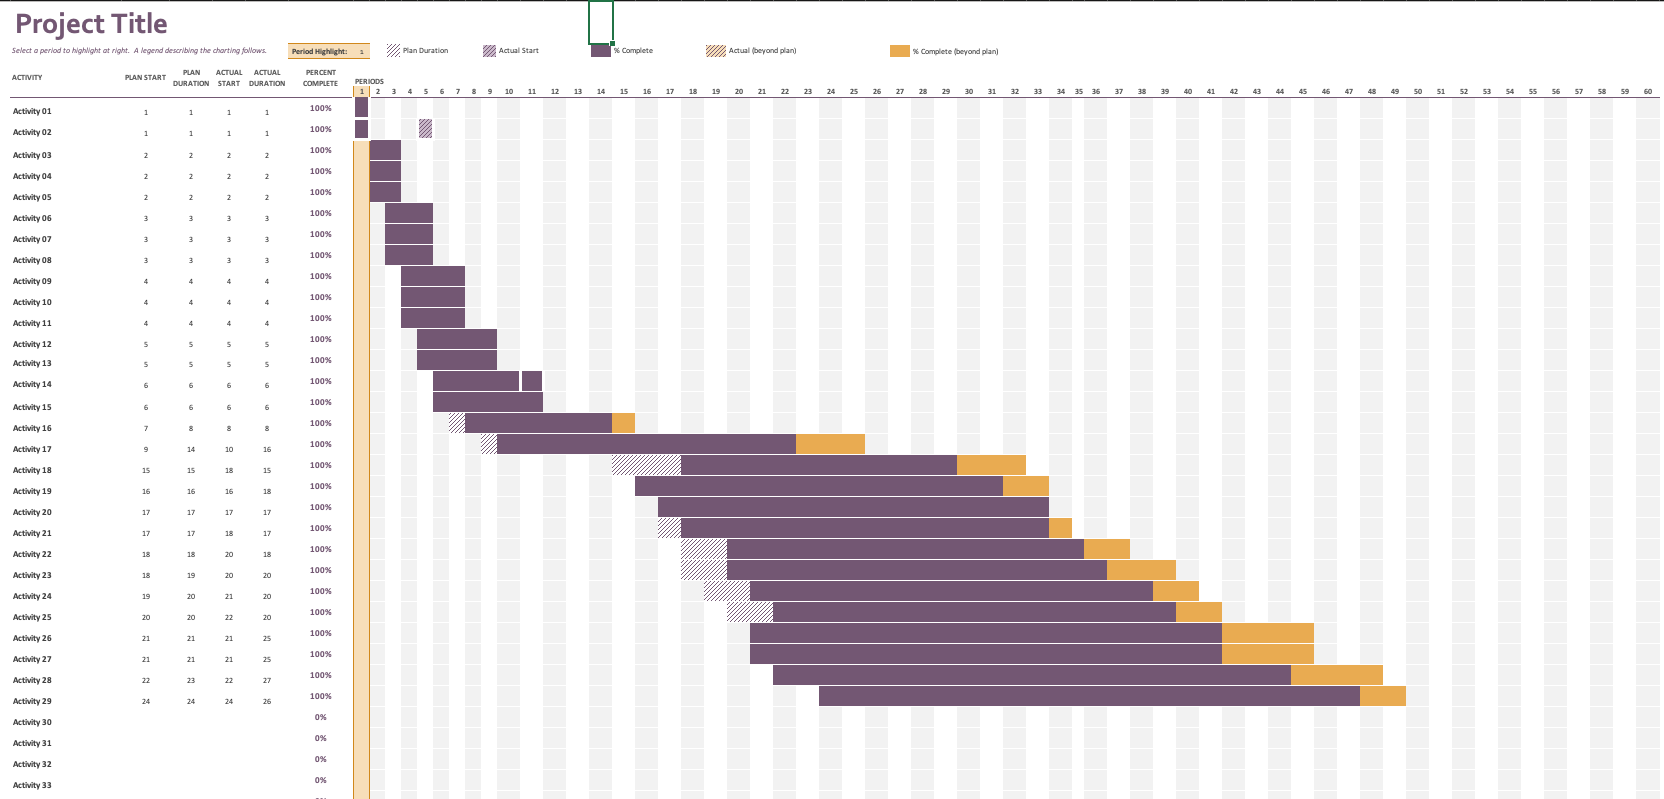 Project Title
Select a period to highlight at right. A legend describing the charting follows. Period Highlight: 1 Plan Duration Actual Start % Complete Actual (beyond plan) % Complete (beyond plan)
ACTIVITY PLAN START PLAN DURATION ACTUAL START ACTUAL DURATION PERCENT COMPLETE PERIODS
1 2 3 4 5 6 7 8 9 10 11 12 13 14 15 16 17 18 19 20 21 22 23 24 25 26 27 28 29 30 31 32 33 34 35 36 37 38 39 40 41 42 43 44 45 46 47 48 49 50 51 52 53 54 55 56 57 58 59 60
Activity 01 1 1 1 1 100%
Activity 02 1 1 1 1 100%
Activity 03 2 2 2 2 100%
Activity 04 2 2 2 2 100%
Activity 05 2 2 2 2 100%
Activity 06 3 3 3 3 100%
Activity 07 3 3 3 3 100%
Activity 08 3 3 3 3 100%
Activity 09 4 4 4 4 100%
Activity 10 4 4 4 4 100%
Activity 11 4 4 4 4 100%
Activity 12 5 5 5 5 100%
Activity 13 5 5 5 5 100%
Activity 14 6 6 6 6 100%
Activity 15 6 6 6 6 100%
Activity 16 7 8 8 8 100%
Activity 17 9 14 10 16 100%
Activity 18 15 15 18 15 100%
Activity 19 16 16 16 18 100%
Activity 20 17 17 17 17 100%
Activity 21 17 17 18 17 100%
Activity 22 18 18 20 18 100%
Activity 23 18 19 20 20 100%
Activity 24 19 20 21 20 100%
Activity 25 20 20 22 20 100%
Activity 26 21 21 21 25 100%
Activity 27 21 21 21 25 100%
Activity 28 22 23 22 27 100%
Activity 29 24 24 24 26 100%
Activity 30 0%
Activity 31 0%
Activity 32 0%
Activity 33 0%